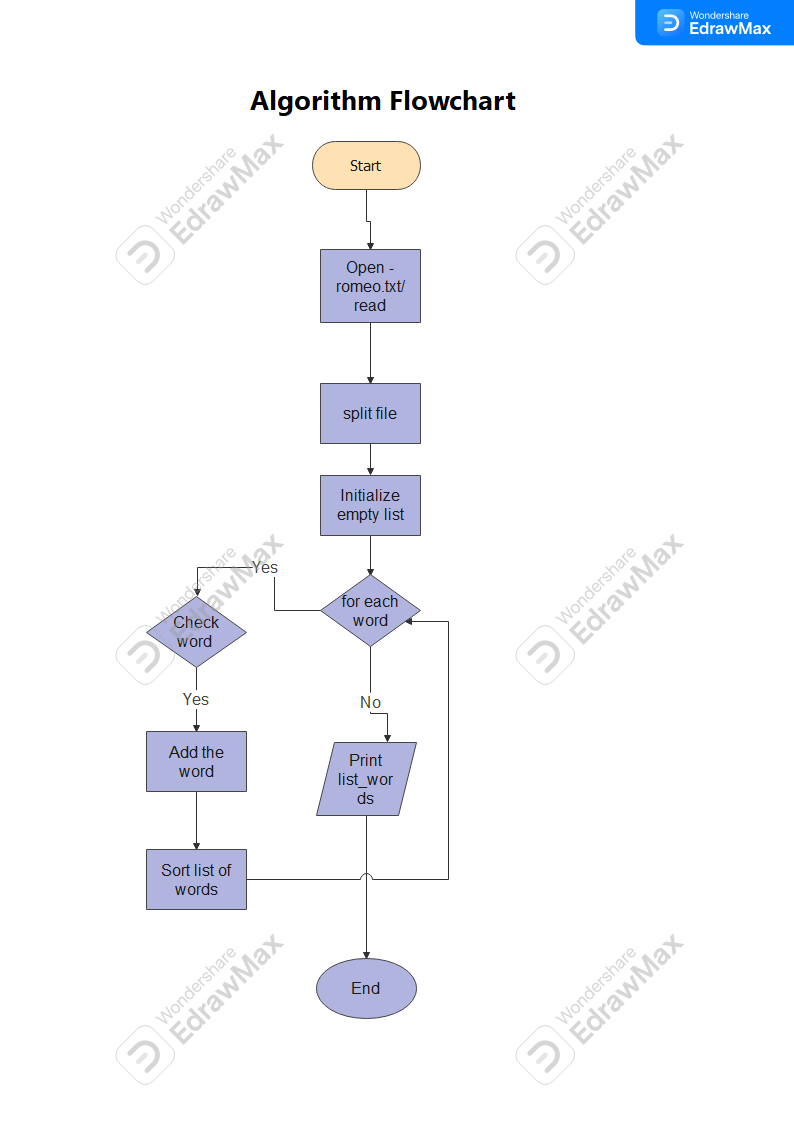 Wondershare
EdrawMax
Algorithm Flowchart
Start
Wondershare
EdrawMax
Wondershare
EdrawMax
Open -
romeo.txt/
read
split file
Initialize
empty list
Yes
for each
word
Check
word
Wondershare
EdrawMax
Wondershare
EdrawMax
Yes
No
Add the
word
Print
list_wor
ds
Sort list of
words
End
Wondershare
EdrawMax
Wondershare
EdrawMax